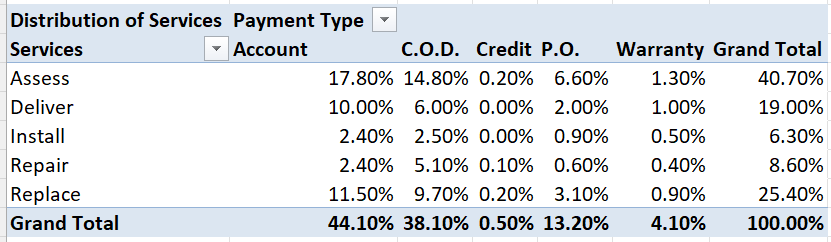 Distribution of Services Payment Type
Services Account C.O.D. Credit P.O. Warranty Grand Total
Assess 17.80% 14.80% 0.20% 6.60% 1.30% 40.70%
Deliver 10.00% 6.00% 0.00% 2.00% 1.00% 19.00%
Install 2.40% 2.50% 0.00% 0.90% 0.50% 6.30%
Repair 2.40% 5.10% 0.10% 0.60% 0.40% 8.60%
Replace 11.50% 9.70% 0.20% 3.10% 0.90% 25.40%
Grand Total 44.10% 38.10% 0.50% 13.20% 4.10% 100.00%